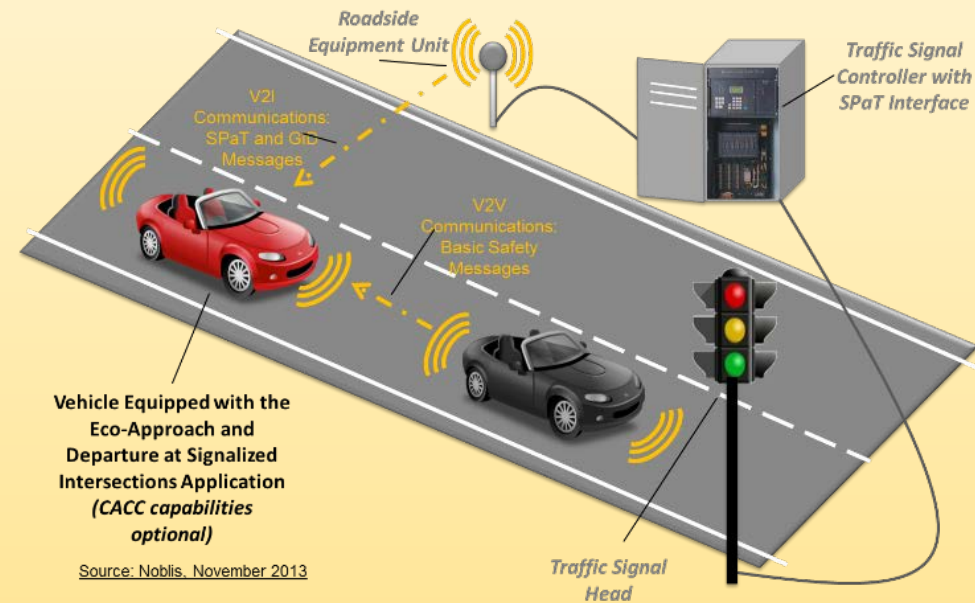 Roadside
Equipment Unit
Traffic Signal
Controller with
SPaT Interface
V2I
Communications:
SPaT and GID
Messages
V2V
Communications:
Basic Safety
Messages
Vehicle Equipped with the
Eco-Approach and
Departure at Signalized
Intersections Application
(CACC capabilities
optional)
Source: Noblis, November 2013
Traffic Signal
Head